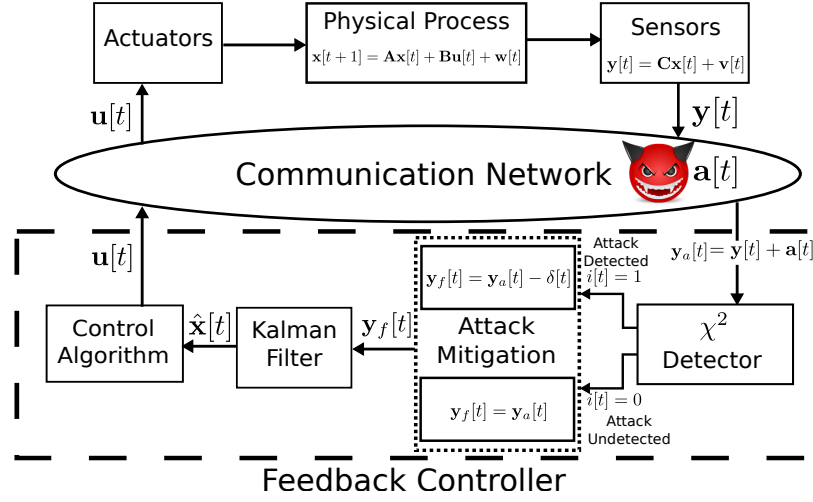 Actuators
Physical Process
x[t+1] = Ax[t] + Bu[t] + w[t]
Sensors
y[t] = Cx[t] + v[t]
u[t]
y[t]
Communication Network
a[t]
u[t]
y_a[t] = y[t] + a[t]
Attack
Detected
i[t] = 1
y_f[t] = y_a[t] − δ[t]
Control
Algorithm
x̂[t]
Kalman
Filter
y_f[t]
Attack
Mitigation
χ²
Detector
y_f[t] = y_a[t]
i[t] = 0
Attack
Undetected
Feedback Controller